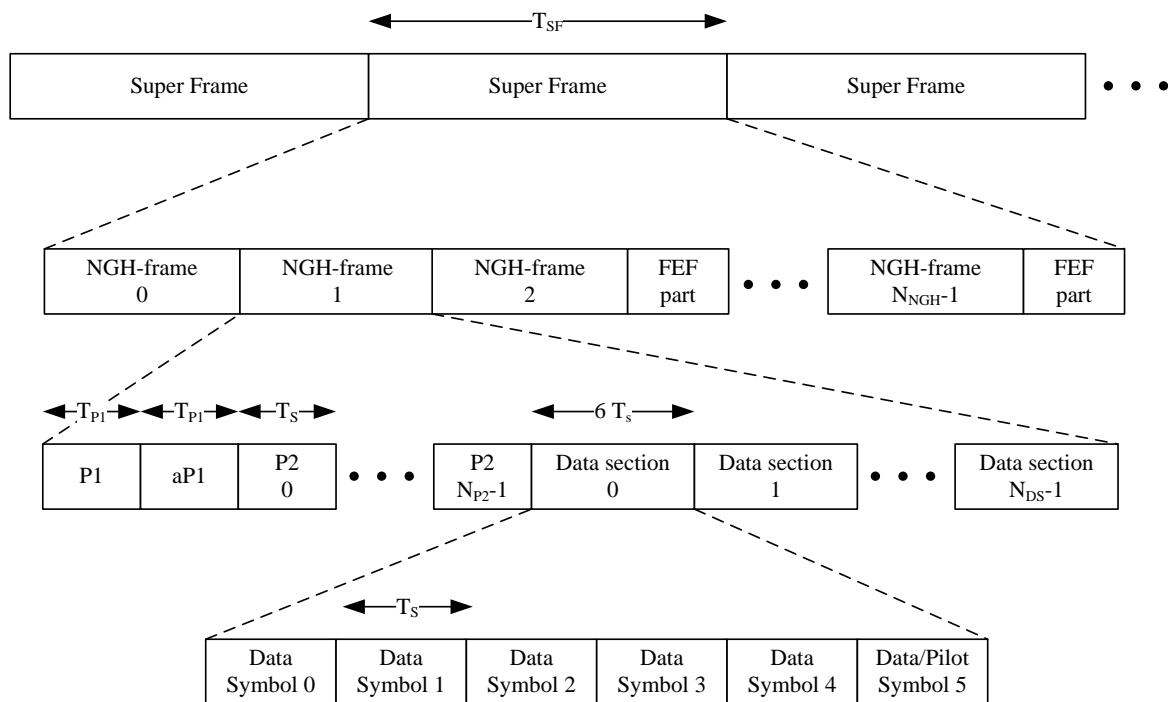 T_SF
Super Frame Super Frame Super Frame
NGH-frame 0 NGH-frame 1 NGH-frame 2 FEF part NGH-frame N_NGH-1 FEF part
T_P1 T_P1 T_S 6 T_s
P1 aP1 P2 0 P2 N_P2-1 Data section 0 Data section 1 Data section N_DS-1
T_S
Data Symbol 0 Data Symbol 1 Data Symbol 2 Data Symbol 3 Data Symbol 4 Data/Pilot Symbol 5